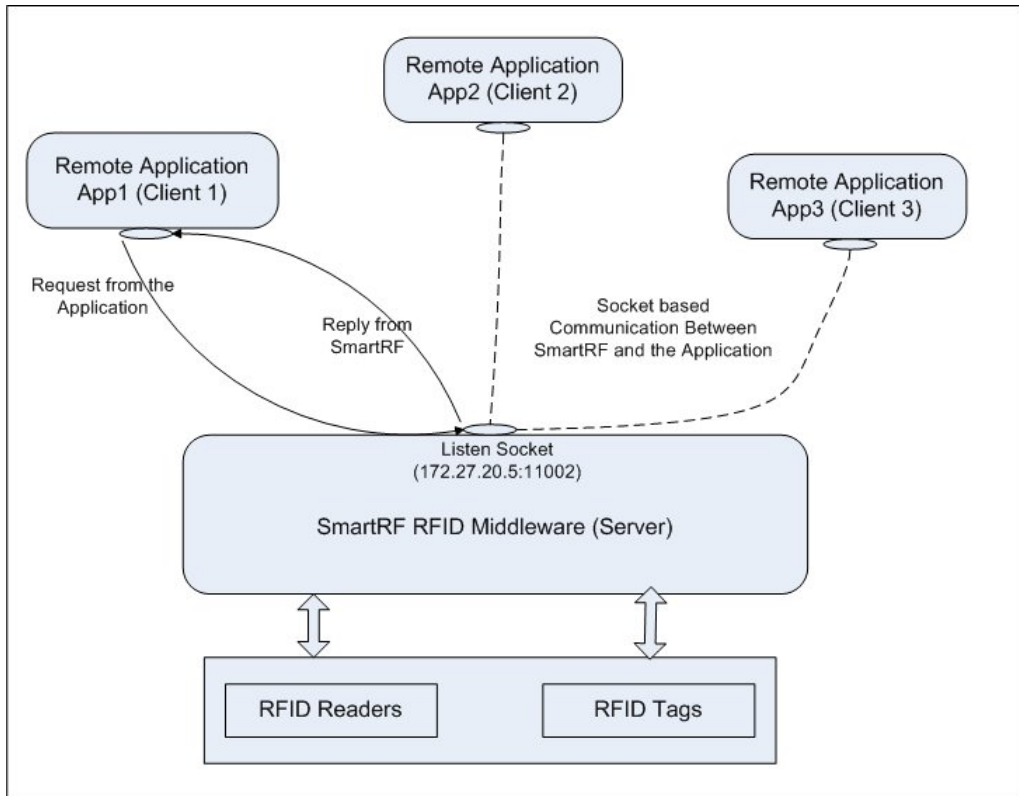 Remote Application
App2 (Client 2)
Remote Application
App1 (Client 1)
Remote Application
App3 (Client 3)
Request from the
Application
Reply from
SmartRF
Socket based
Communication Between
SmartRF and the Application
Listen Socket
(172.27.20.5:11002)
SmartRF RFID Middleware (Server)
RFID Readers
RFID Tags